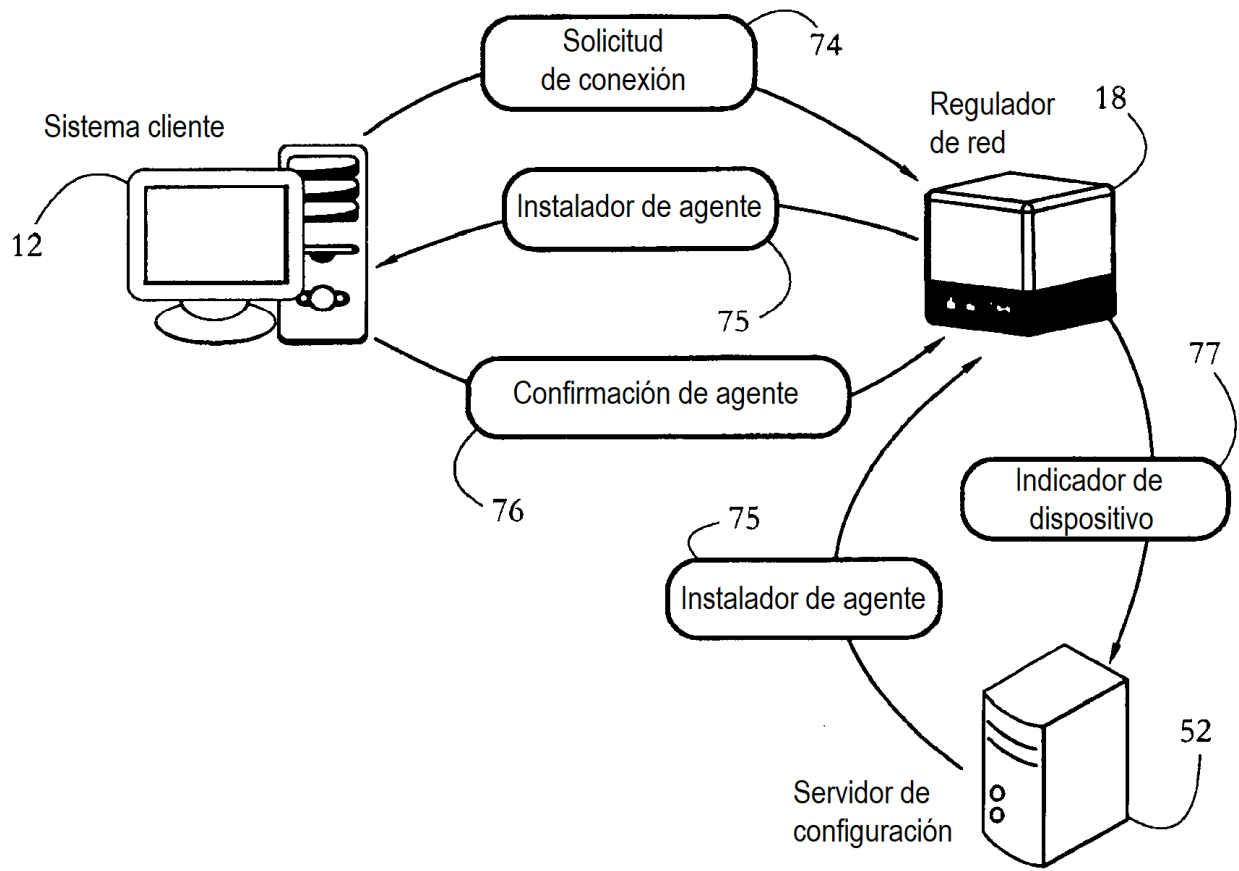 Solicitud
de conexión
74
Sistema cliente
Regulador
de red
18
12
Instalador de agente
75
77
Confirmación de agente
76
Indicador de
dispositivo
75
Instalador de agente
52
Servidor de
configuración